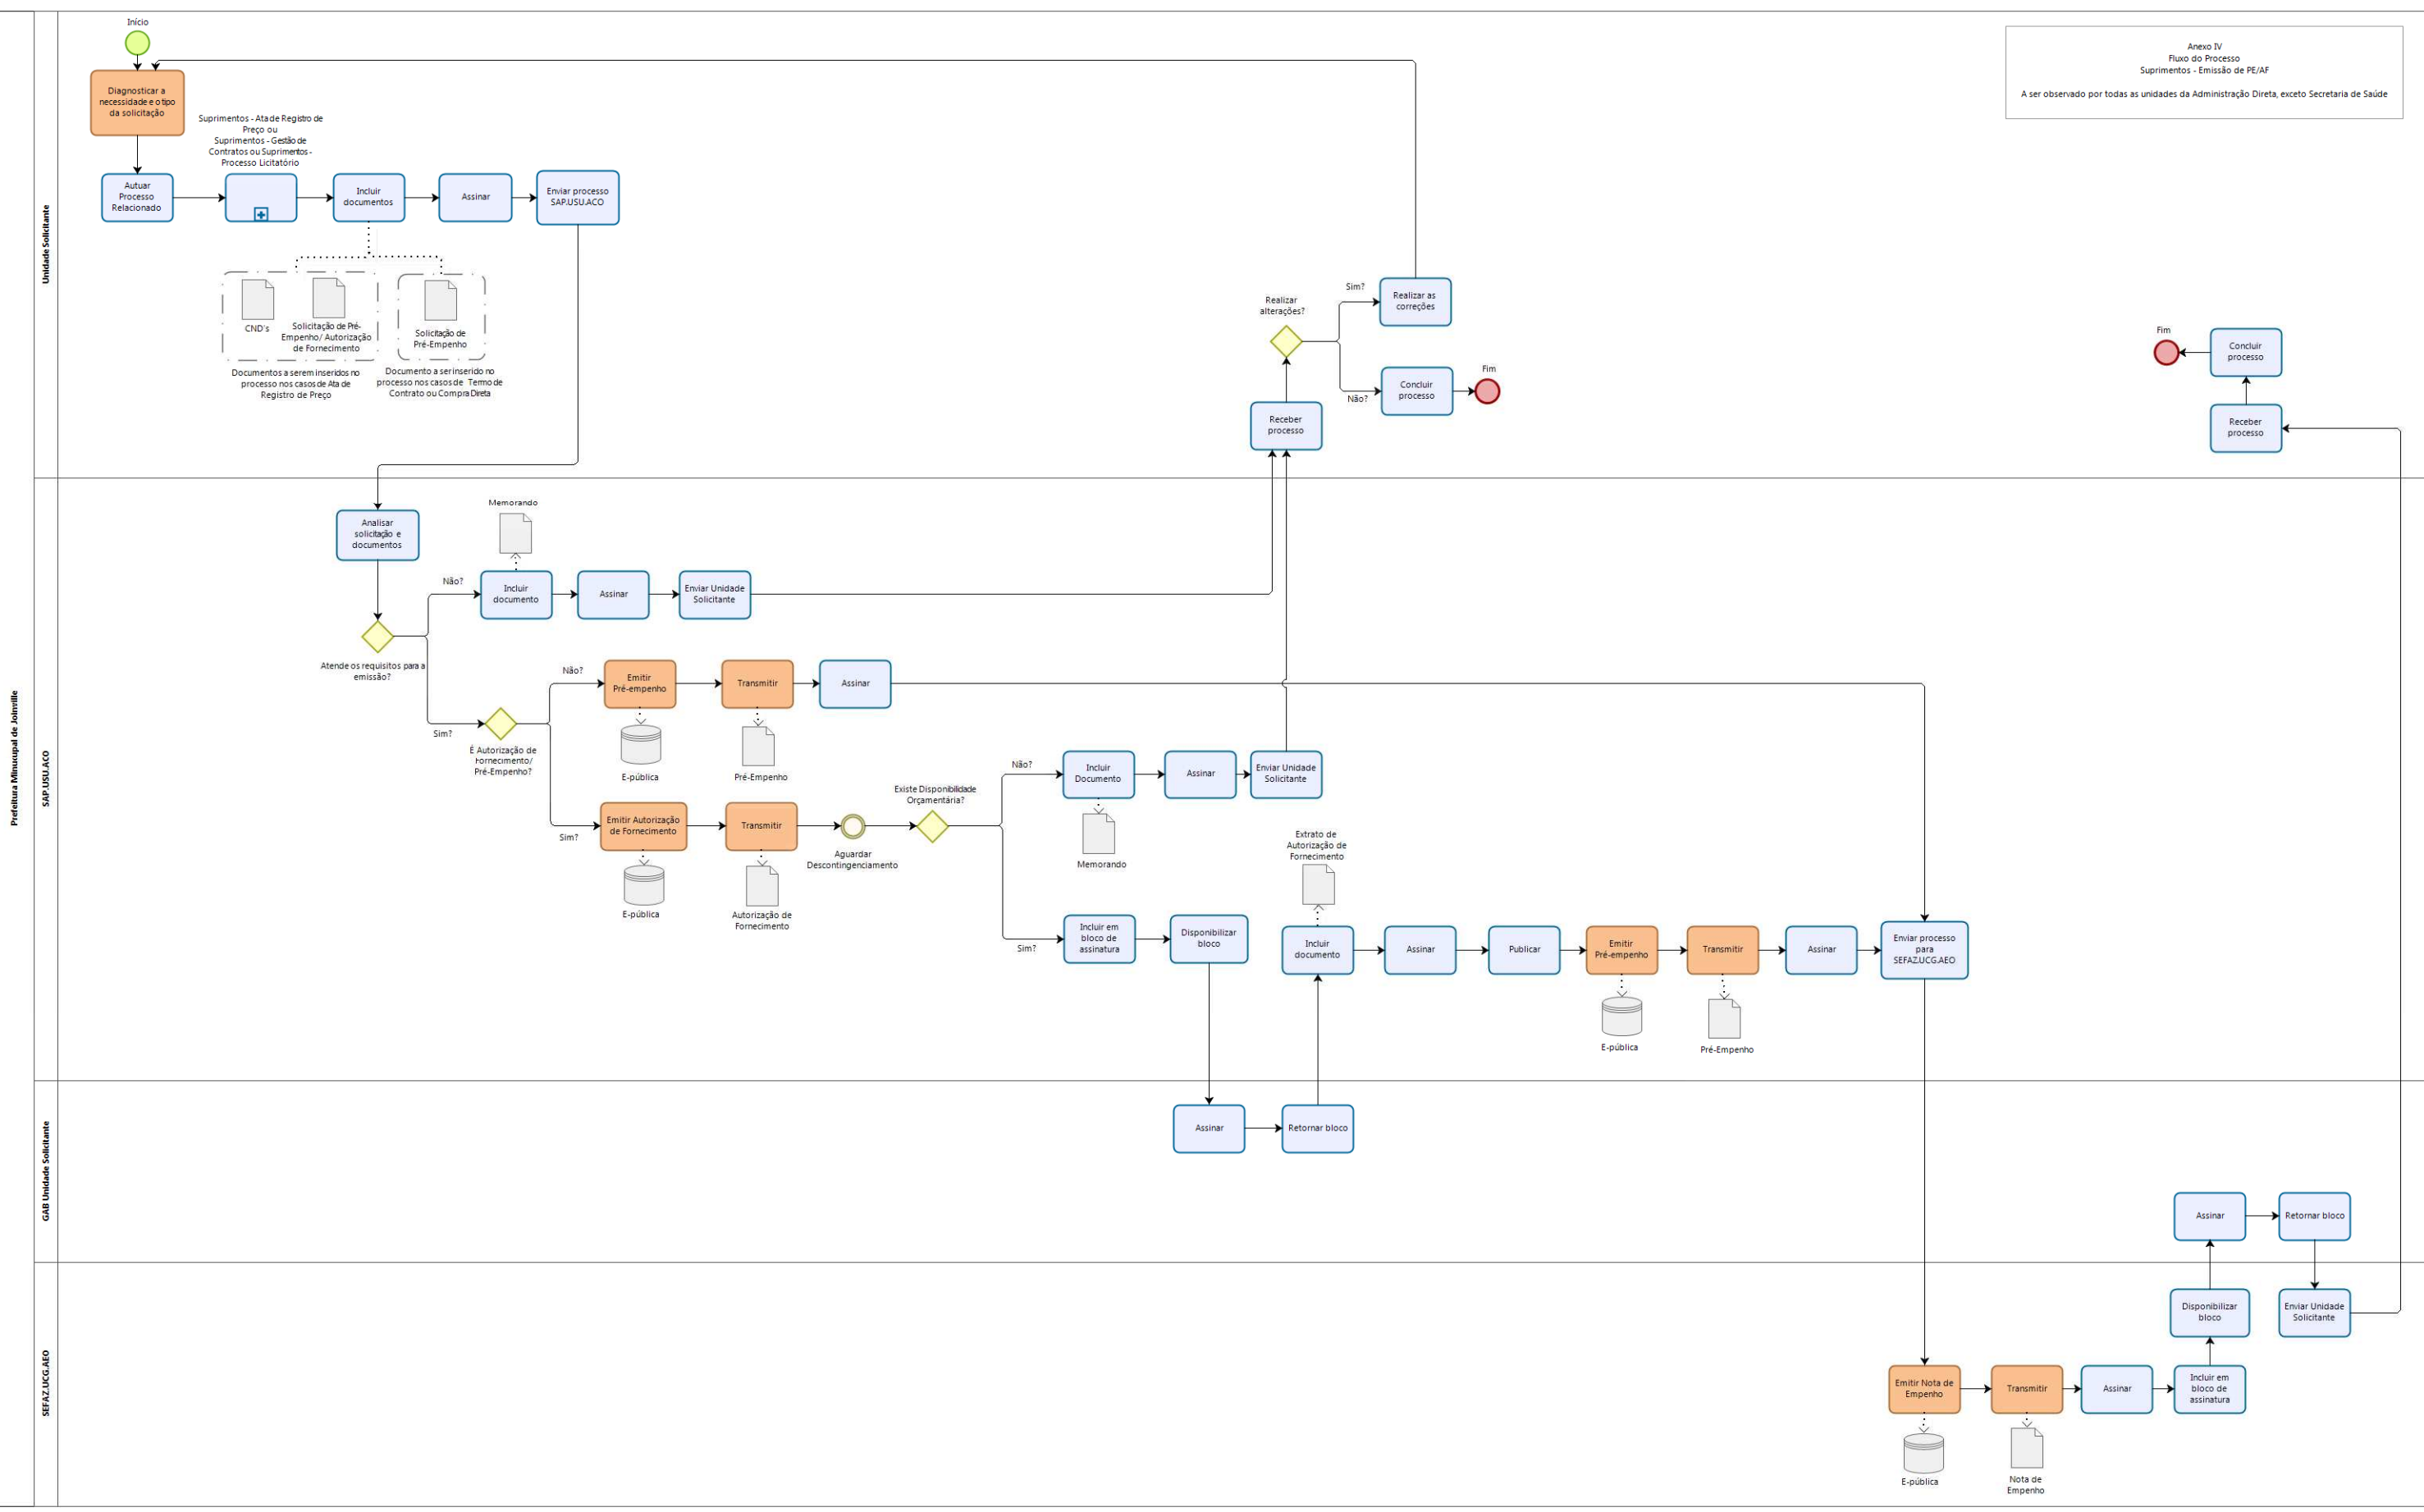 Início
Anexo IV
Fluxo do Processo
Suprimentos - Emissão de PE/AF
A ser observado por todas as unidades da Administração Direta, exceto Secretaria de Saúde
Prefeitura Minucupal de Joinville
Unidade Solicitante
Diagnosticar a
necessidade e o tipo
da solicitação
Suprimentos - Ata de Registro de
Preço ou
Suprimentos - Gestão de
Contratos ou Suprimentos -
Processo Licitatório
Autuar
Processo
Relacionado
Incluir
documentos
Assinar
Enviar processo
SAP.USU.ACO
CND's
Solicitação de Pré-
Empenho/ Autorização
de Fornecimento
Solicitação de
Pré-Empenho
Documentos a serem inseridos no
processo nos casos de Ata de
Registro de Preço
Documento a ser inserido no
processo nos casos de Termo de
Contrato ou Compra Direta
Realizar
alterações?
Sim?
Realizar as
correções
Não?
Concluir
processo
Fim
Receber
processo
Fim
Concluir
processo
Receber
processo
SAP.USU.ACO
Analisar
solicitação e
documentos
Memorando
Não?
Incluir
documento
Assinar
Enviar Unidade
Solicitante
Atende os requisitos para a
emissão?
Sim?
É Autorização de
Fornecimento/
Pré-Empenho?
Não?
Emitir
Pré-empenho
Transmitir
Assinar
E-pública
Pré-Empenho
Sim?
Emitir Autorização
de Fornecimento
Transmitir
E-pública
Autorização de
Fornecimento
Aguardar
Descontingenciamento
Existe Disponibilidade
Orçamentária?
Não?
Incluir
Documento
Assinar
Enviar Unidade
Solicitante
Memorando
Sim?
Incluir em
bloco de
assinatura
Disponibilizar
bloco
Extrato de
Autorização de
Fornecimento
Incluir
documento
Assinar
Publicar
Emitir
Pré-empenho
Transmitir
Assinar
Enviar processo
para
SEFAZ.UCG.AEO
E-pública
Pré-Empenho
GAB Unidade Solicitante
Assinar
Retornar bloco
Assinar
Retornar bloco
SEFAZ.UCG.AEO
Disponibilizar
bloco
Enviar Unidade
Solicitante
Emitir Nota de
Empenho
Transmitir
Assinar
Incluir em
bloco de
assinatura
E-pública
Nota de
Empenho